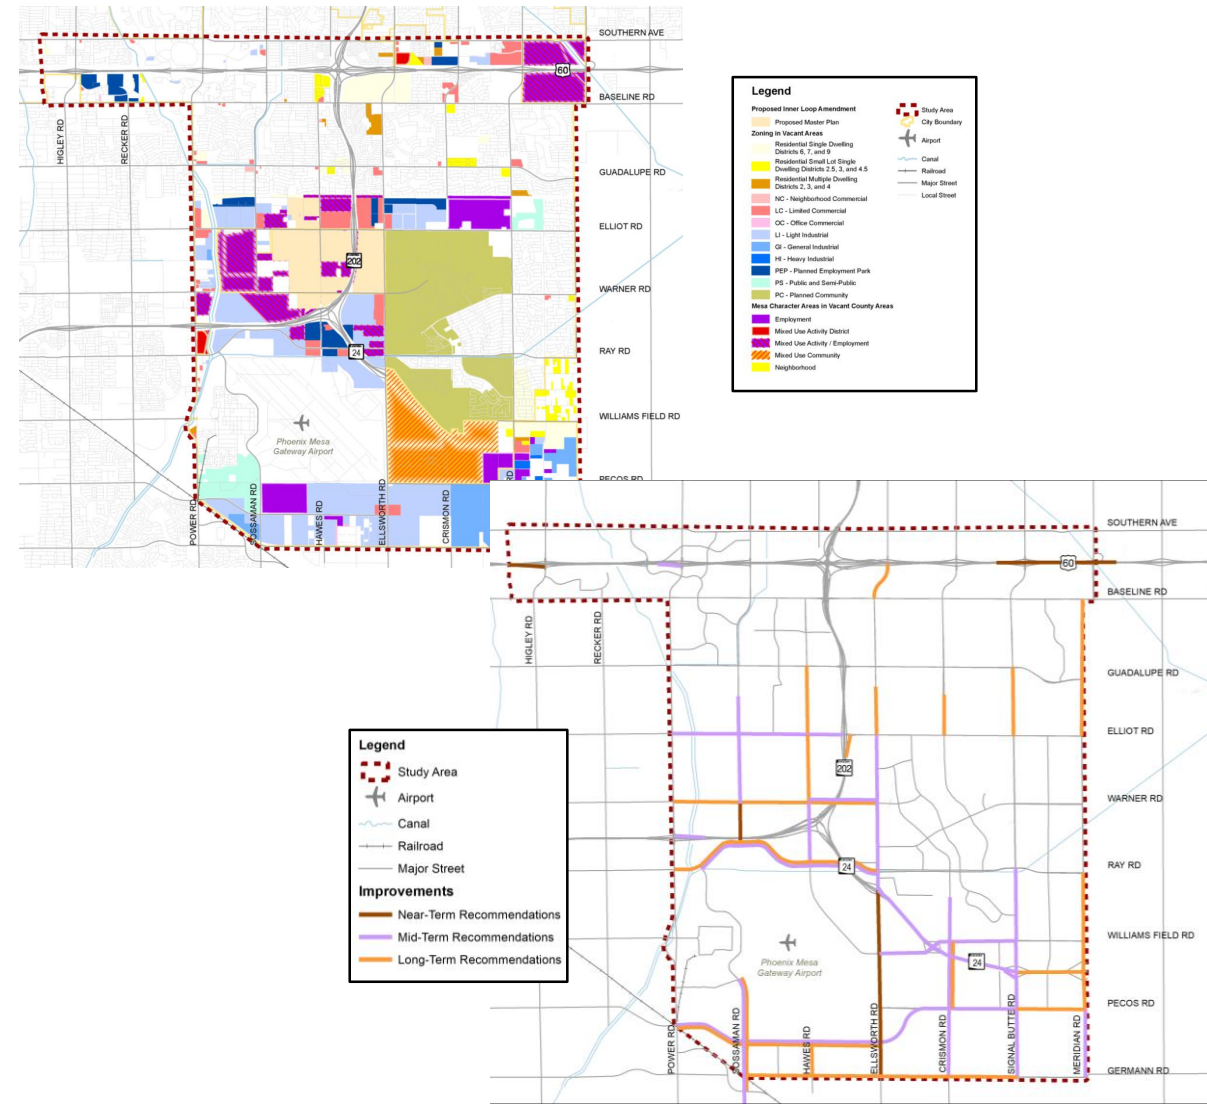 SOUTHERN AVE
60
BASELINE RD
HIGLEY RD
RECKER RD
GUADALUPE RD
ELLIOT RD
202
WARNER RD
24
RAY RD
WILLIAMS FIELD RD
Phoenix Mesa
Gateway Airport
PECOS RD
POWER RD
SOSSAMAN RD
HAWES RD
ELLSWORTH RD
CRISMON RD
RD
Legend
Proposed Inner Loop Amendment
Proposed Master Plan
Zoning in Vacant Areas
Residential Single Dwelling
Districts 6, 7, and 9
Residential Small Lot Single
Dwelling Districts 2.5, 3, and 4.5
Residential Multiple Dwelling
Districts 2, 3, and 4
NC - Neighborhood Commercial
LC - Limited Commercial
OC - Office Commercial
LI - Light Industrial
GI - General Industrial
HI - Heavy Industrial
PEP - Planned Employment Park
PS - Public and Semi-Public
PC - Planned Community
Mesa Character Areas in Vacant County Areas
Employment
Mixed Use Activity District
Mixed Use Activity / Employment
Mixed Use Community
Neighborhood
Study Area
City Boundary
Airport
Canal
Railroad
Major Street
Local Street
SOUTHERN AVE
60
BASELINE RD
HIGLEY RD
RECKER RD
GUADALUPE RD
ELLIOT RD
202
WARNER RD
RAY RD
24
WILLIAMS FIELD RD
24
Phoenix Mesa
Gateway Airport
PECOS RD
POWER RD
SOSSAMAN RD
HAWES RD
ELLSWORTH RD
CRISMON RD
SIGNAL BUTTE RD
MERIDIAN RD
GERMANN RD
Legend
Study Area
Airport
Canal
Railroad
Major Street
Improvements
Near-Term Recommendations
Mid-Term Recommendations
Long-Term Recommendations